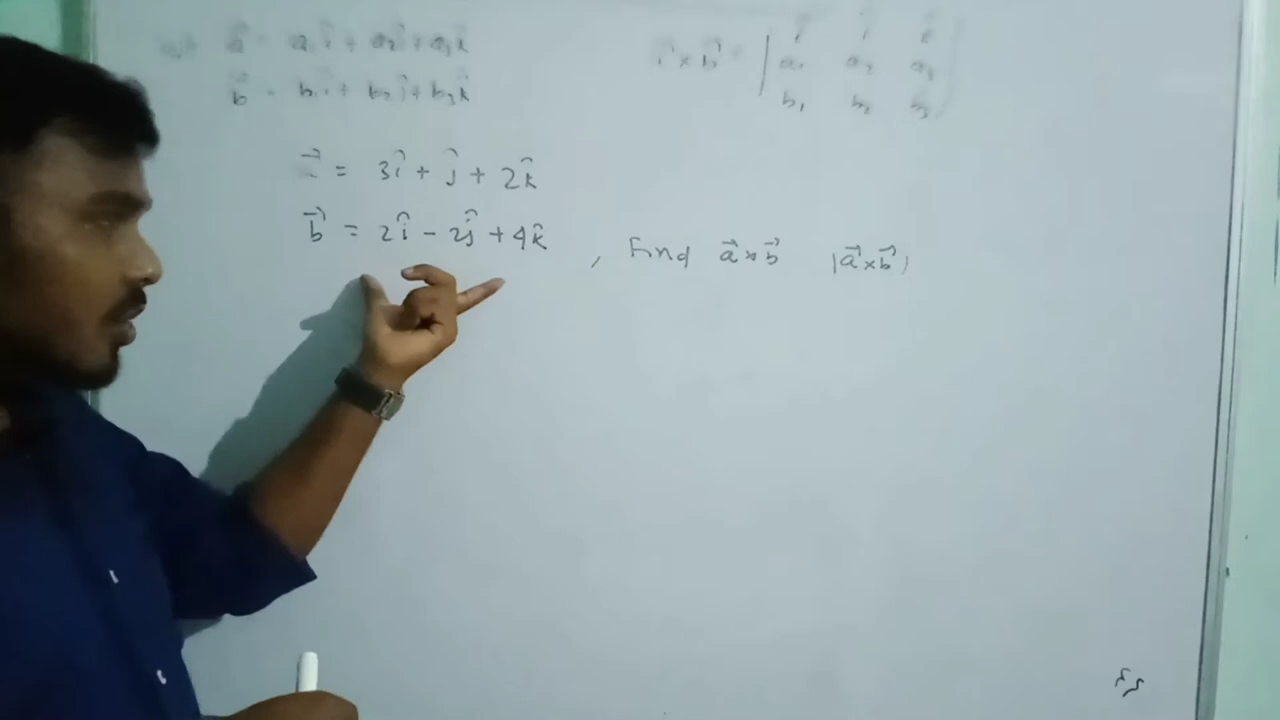 a⃗ = a₁î + a₂ĵ + a₃k̂
b⃗ = b₁î + b₂ĵ + b₃k̂
× b⃗ = | î ĵ k̂
a₁ a₂ a₃
b₁ b₂ b₃ |
= 3î + ĵ + 2k̂
b⃗ = 2î - 2ĵ + 4k̂ , Find a⃗ × b⃗ |a⃗ × b⃗|